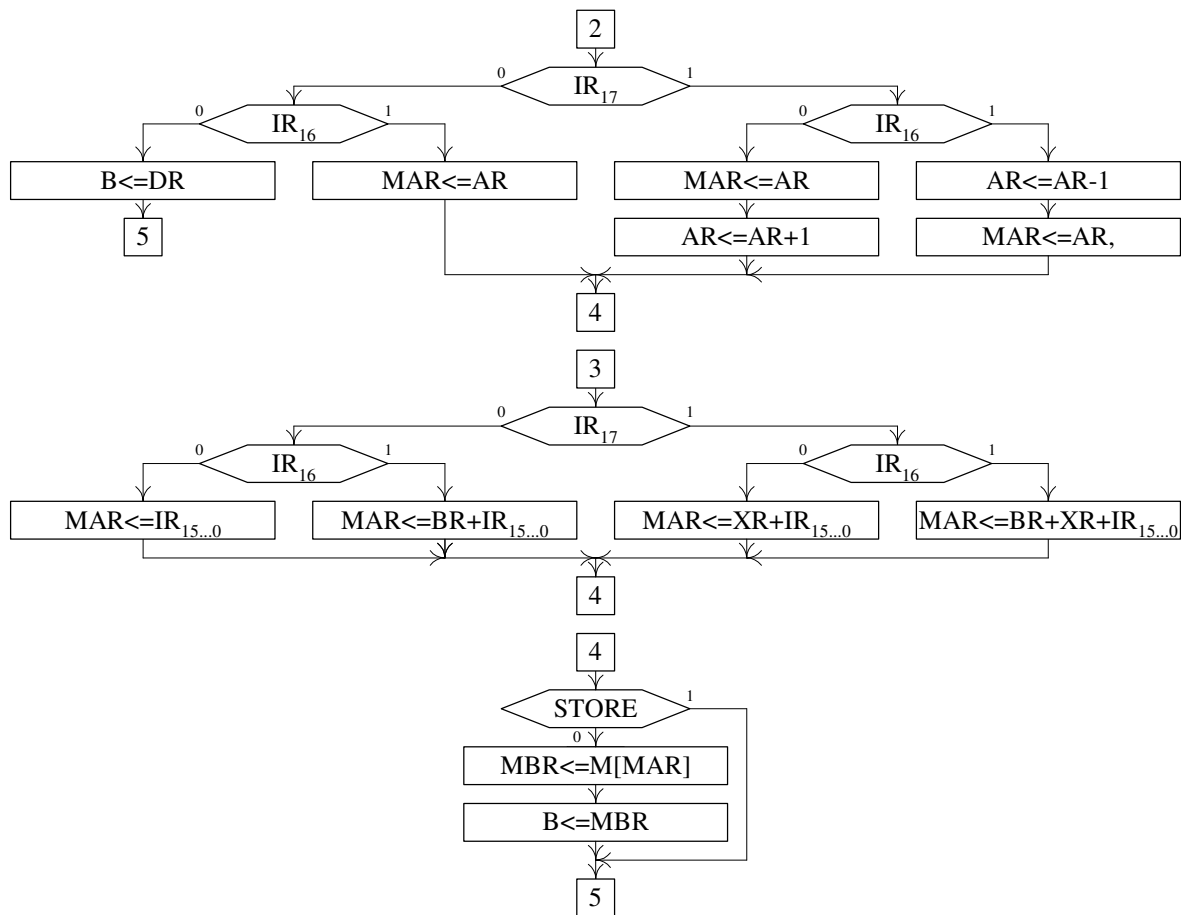 2
0 IR17 1
0 IR16 1 0 IR16 1
B<=DR MAR<=AR MAR<=AR AR<=AR-1
5 AR<=AR+1 MAR<=AR,
4
3
0 IR17 1
0 IR16 1 0 IR16 1
MAR<=IR15...0 MAR<=BR+IR15...0 MAR<=XR+IR15...0 MAR<=BR+XR+IR15...0
4
4
STORE 1
0
MBR<=M[MAR]
B<=MBR
5